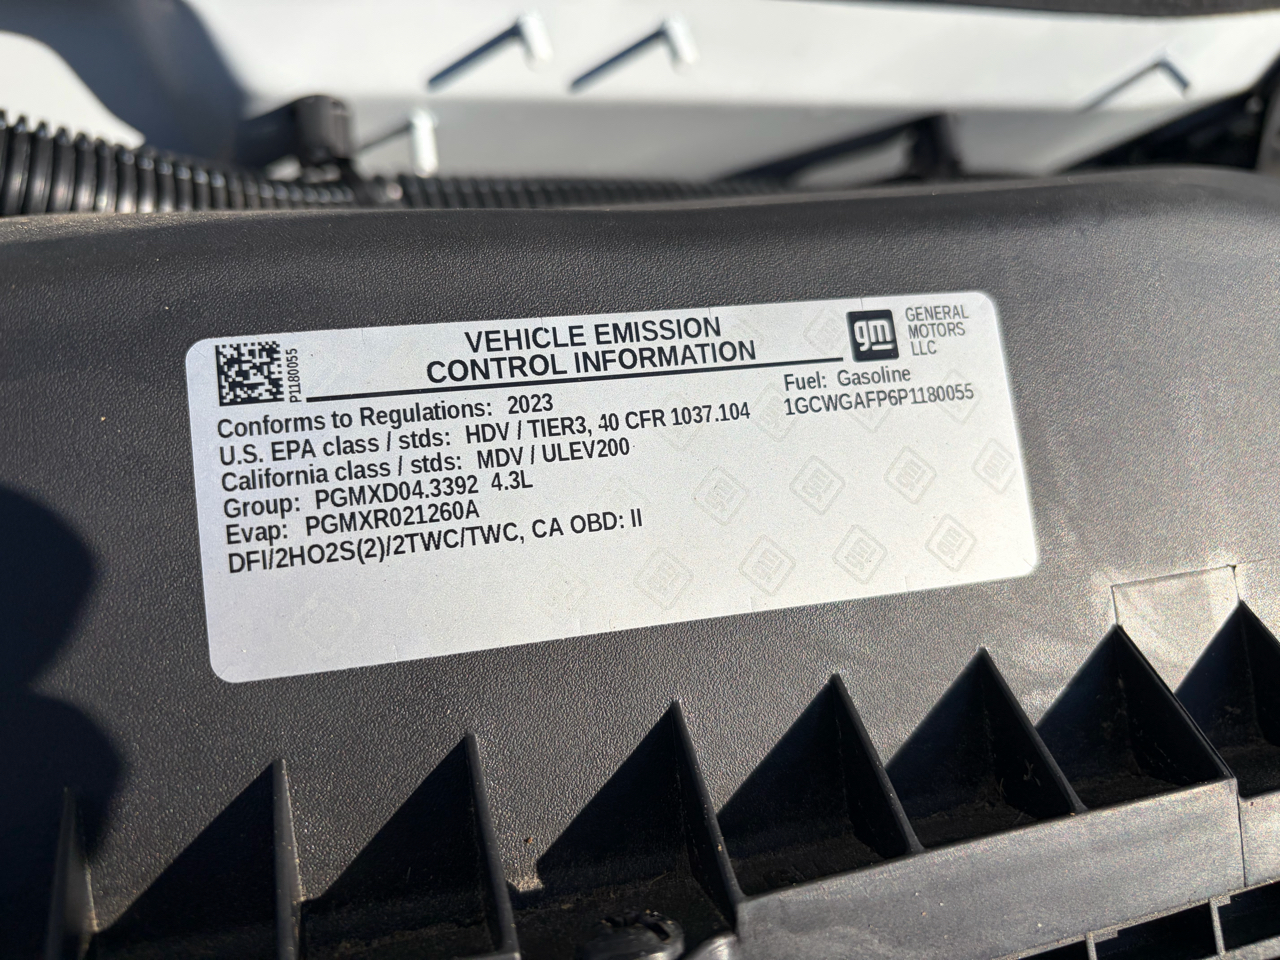 P1180055
VEHICLE EMISSION
CONTROL INFORMATION
gm
GENERAL
MOTORS
LLC
Conforms to Regulations: 2023
Fuel: Gasoline
U.S. EPA class / stds: HDV / TIER3, 40 CFR 1037.104
1GCWGAFP6P1180055
California class / stds: MDV / ULEV200
Group: PGMXD04.3392 4.3L
Evap: PGMXR021260A
DFI/2HO2S(2)/2TWC/TWC, CA OBD: II